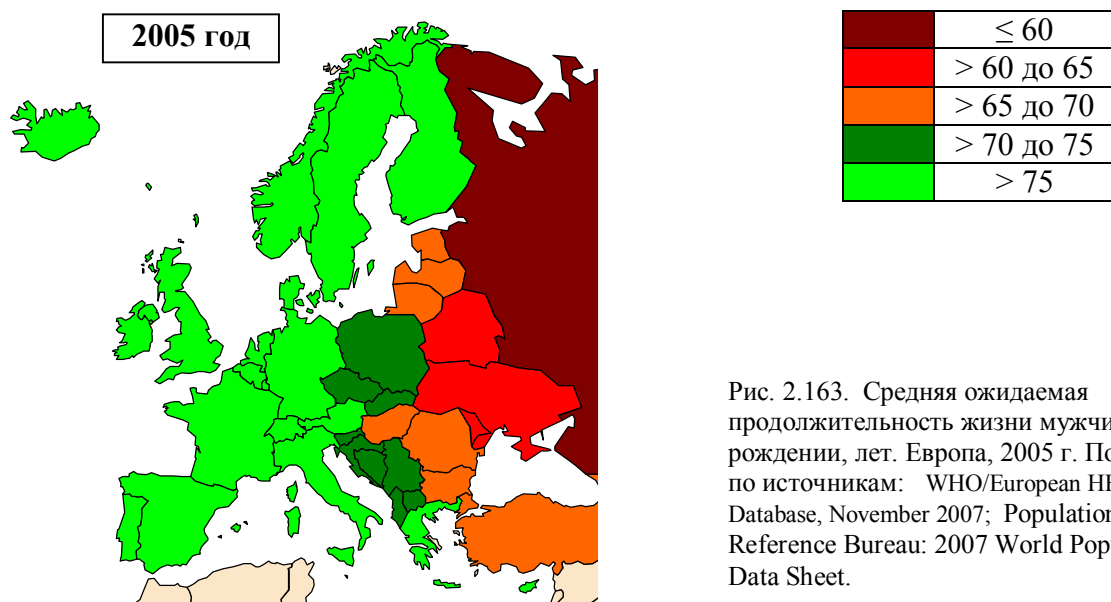 2005 год
≤ 60
> 60 до 65
> 65 до 70
> 70 до 75
> 75
Рис. 2.163. Средняя ожидаемая
продолжительность жизни мужчи
рождении, лет. Европа, 2005 г. По
по источникам: WHO/European HF
Database, November 2007; Population
Reference Bureau: 2007 World Pop
Data Sheet.